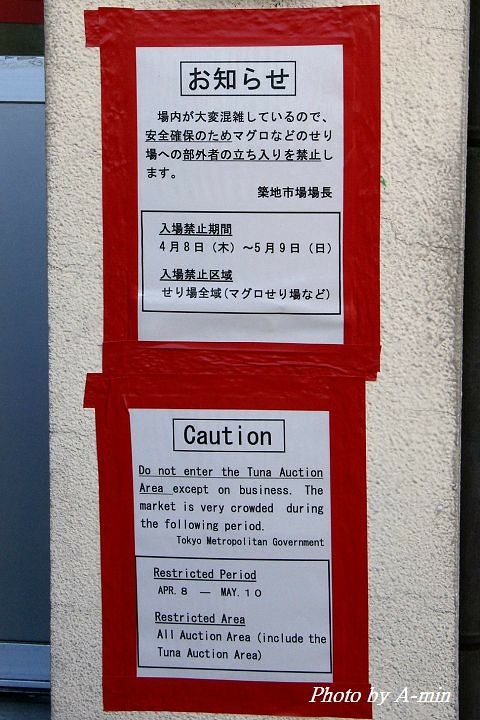 お知らせ
場内が大変混雑しているので、
安全確保のためマグロなどのせり
場への部外者の立ち入りを禁止し
ます。
築地市場場長
入場禁止期間
4月8日（木）～5月9日（日）
入場禁止区域
せり場全域（マグロせり場など）
Caution
Do not enter the Tuna Auction
Area except on business. The
market is very crowded during
the following period.
Tokyo Metropolitan Government
Restricted Period
APR. 8 — MAY. 10
Restricted Area
All Auction Area (include the
Tuna Auction Area)
Photo by A-min